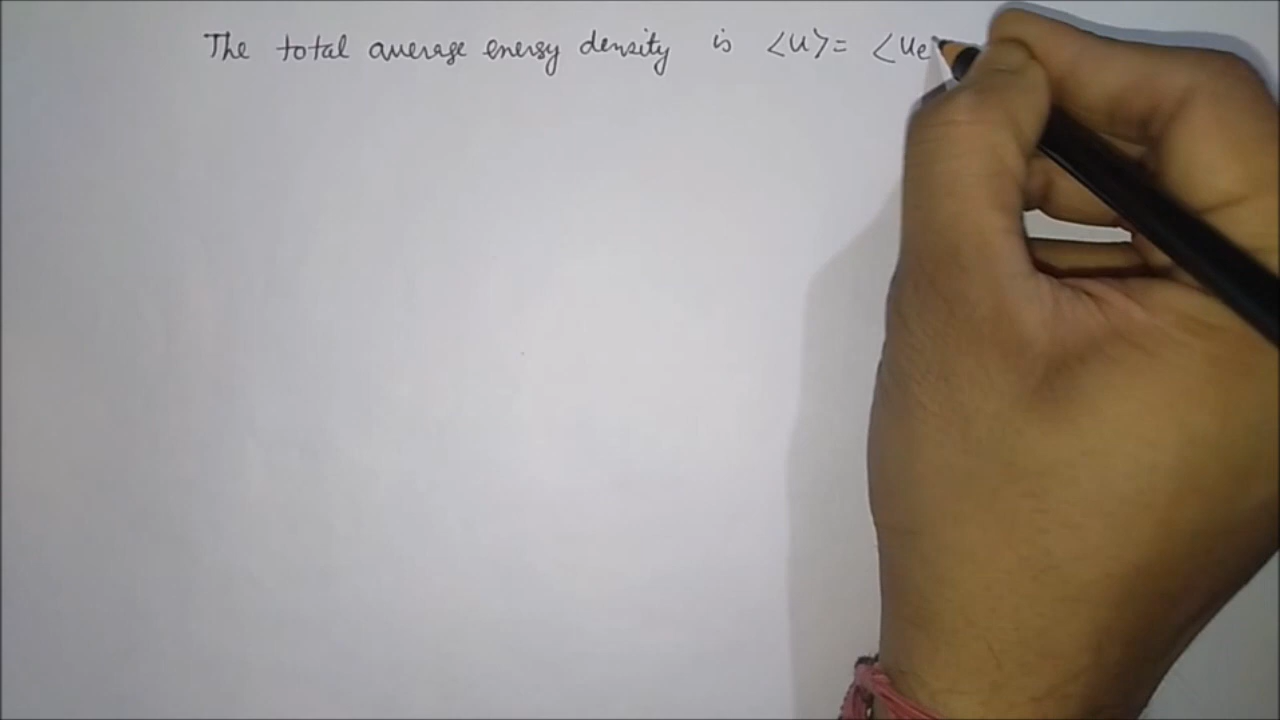 The total average energy density is <u> = <ue